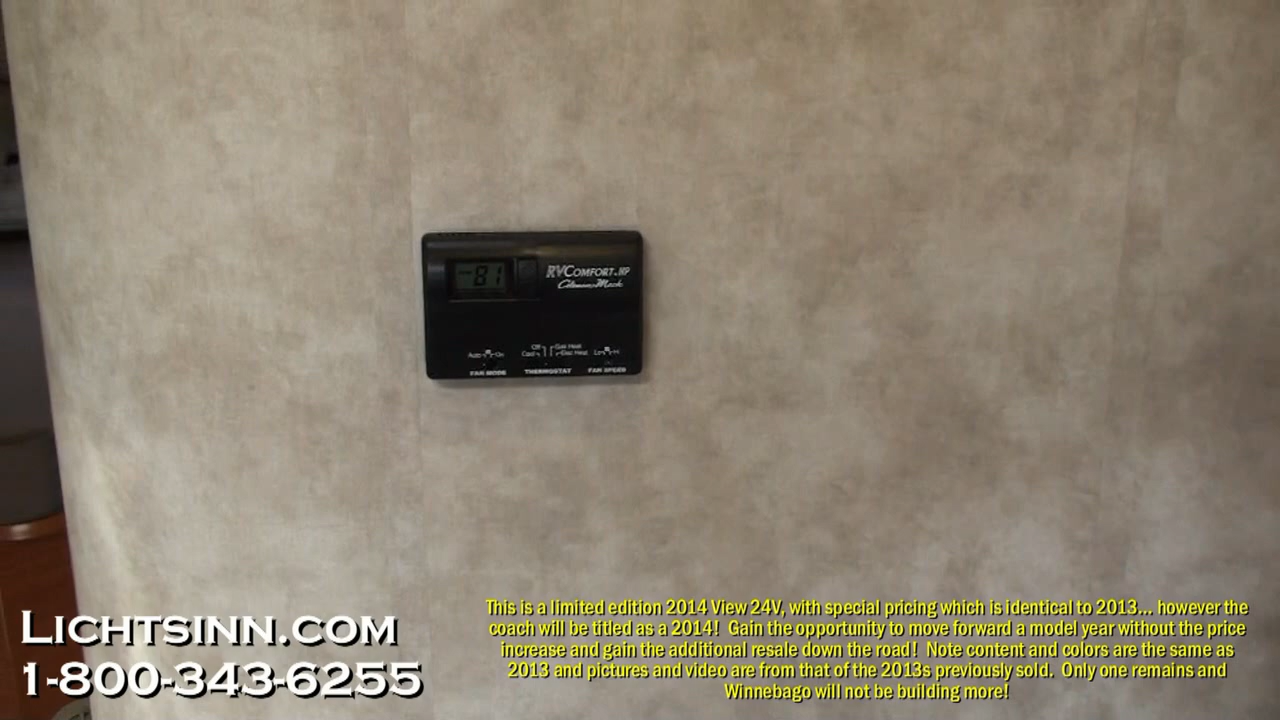 81
RVCOMFORT.HP
Coleman-Mach
Off Gas Heat
Auto On Cool Elec Heat Lo Hi
FAN MODE THERMOSTAT FAN SPEED
LICHTSINN.COM
1-800-343-6255
This is a limited edition 2014 View 24V, with special pricing which is identical to 2013... however the
coach will be titled as a 2014! Gain the opportunity to move forward a model year without the price
increase and gain the additional resale down the road! Note content and colors are the same as
2013 and pictures and video are from that of the 2013s previously sold. Only one remains and
Winnebago will not be building more!